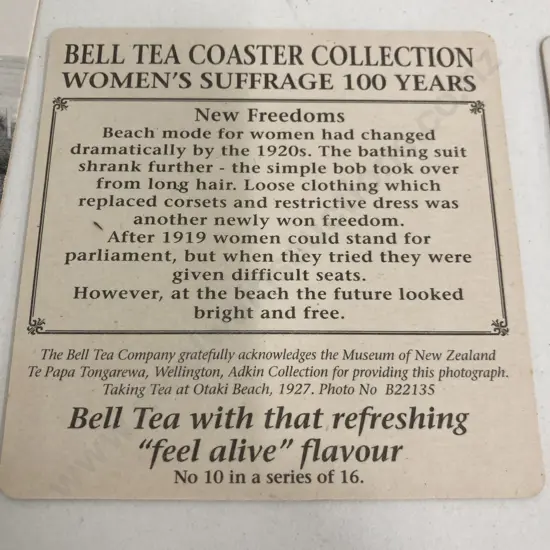 BELL TEA COASTER COLLECTION
WOMEN'S SUFFRAGE 100 YEARS
New Freedoms
Beach mode for women had changed
dramatically by the 1920s. The bathing suit
shrank further - the simple bob took over
from long hair. Loose clothing which
replaced corsets and restrictive dress was
another newly won freedom.
After 1919 women could stand for
parliament, but when they tried they were
given difficult seats.
However, at the beach the future looked
bright and free.
The Bell Tea Company gratefully acknowledges the Museum of New Zealand
Te Papa Tongarewa, Wellington, Adkin Collection for providing this photograph.
Taking Tea at Otaki Beach, 1927. Photo No B22135
Bell Tea with that refreshing
"feel alive" flavour
No 10 in a series of 16.